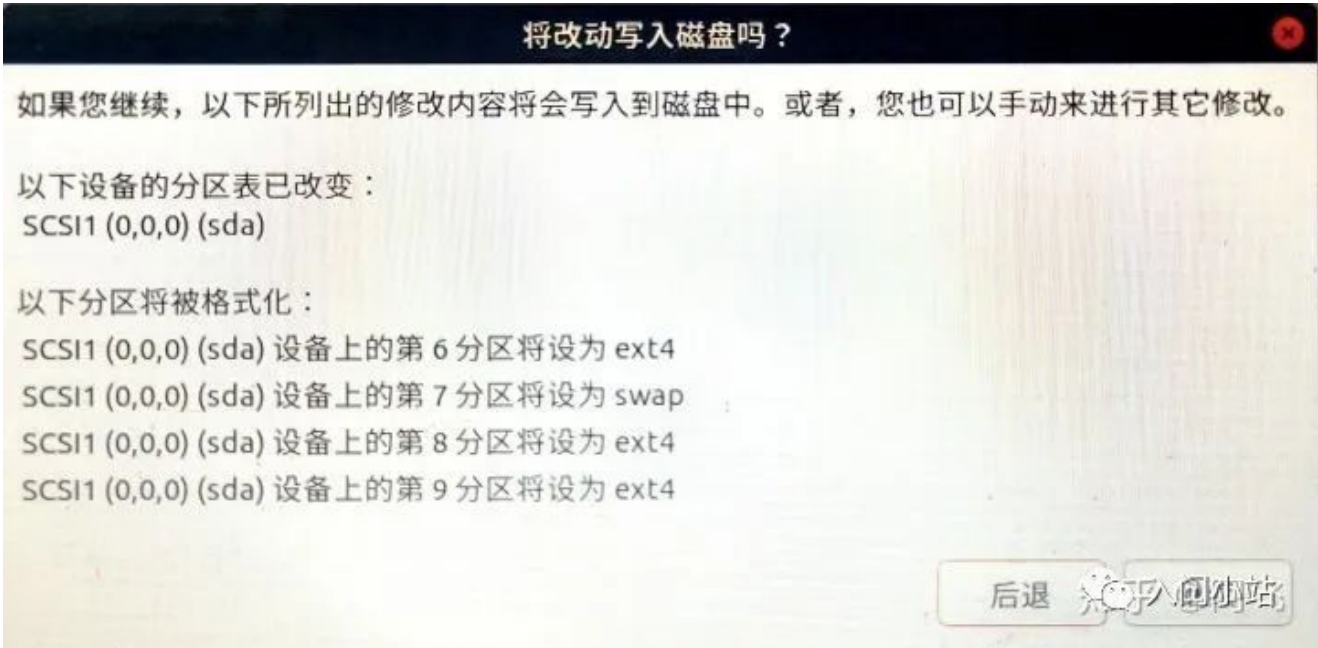 将改动写入磁盘吗？
如果您继续，以下所列出的修改内容将会写入到磁盘中。或者，您也可以手动来进行其它修改。
以下设备的分区表已改变：
SCSI1 (0,0,0) (sda)
以下分区将被格式化：
SCSI1 (0,0,0) (sda) 设备上的第 6 分区将设为 ext4
SCSI1 (0,0,0) (sda) 设备上的第 7 分区将设为 swap
SCSI1 (0,0,0) (sda) 设备上的第 8 分区将设为 ext4
SCSI1 (0,0,0) (sda) 设备上的第 9 分区将设为 ext4
后退
入门小站